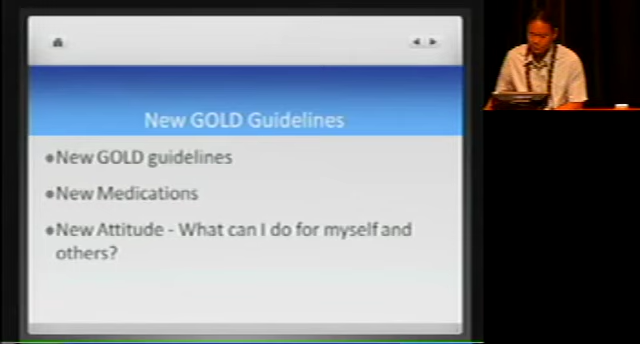 New GOLD Guidelines
•New GOLD guidelines
•New Medications
•New Attitude - What can I do for myself and
others?